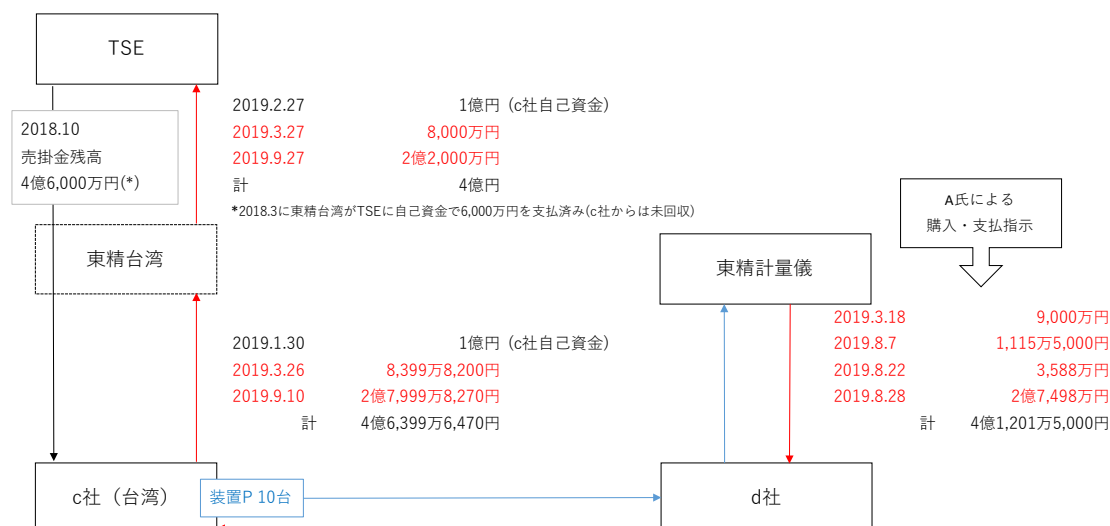 TSE
2018.10
売掛金残高
4億6,000万円(*)
2019.2.27 1億円 (c社自己資金)
2019.3.27 8,000万円
2019.9.27 2億2,000万円
計 4億円
*2018.3に東精台湾がTSEに自己資金で6,000万円を支払済み(c社からは未回収)
A氏による
購入・支払指示
東精台湾
東精計量儀
2019.1.30 1億円 (c社自己資金)
2019.3.26 8,399万8,200円
2019.9.10 2億7,999万8,270円
計 4億6,399万6,470円
2019.3.18 9,000万円
2019.8.7 1,115万5,000円
2019.8.22 3,588万円
2019.8.28 2億7,498万円
計 4億1,201万5,000円
c社（台湾）
装置P 10台
d社